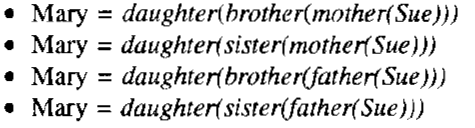 • Mary = daughter(brother(mother(Sue)))
• Mary = daughter(sister(mother(Sue)))
• Mary = daughter(brother(father(Sue)))
• Mary = daughter(sister(father(Sue)))